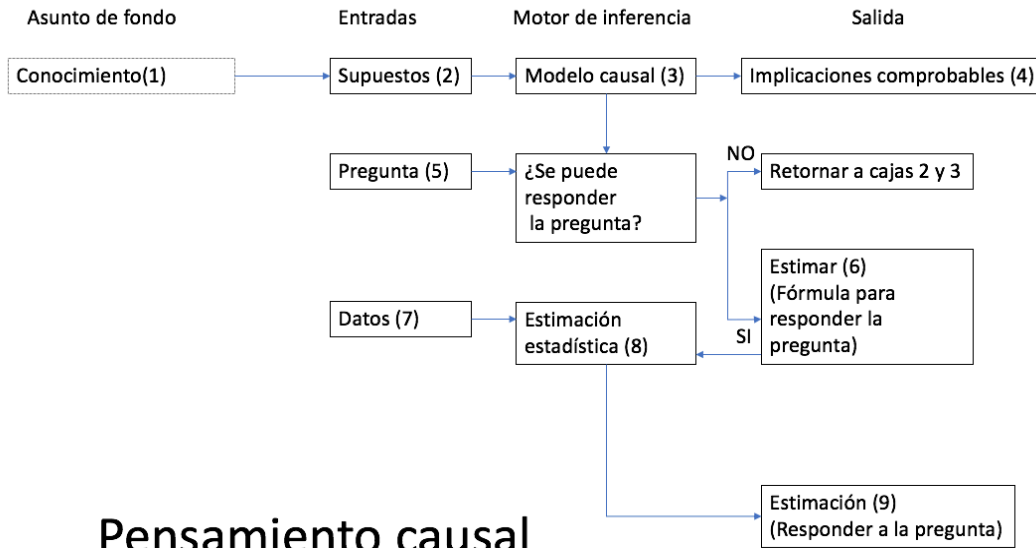 Asunto de fondo
Entradas
Motor de inferencia
Salida
Conocimiento(1)
Supuestos (2)
Modelo causal (3)
Implicaciones comprobables (4)
Pregunta (5)
¿Se puede
responder
la pregunta?
NO
Retornar a cajas 2 y 3
Datos (7)
Estimación
estadística (8)
SI
Estimar (6)
(Fórmula para
responder la
pregunta)
Estimación (9)
(Responder a la pregunta)
Pensamiento causal